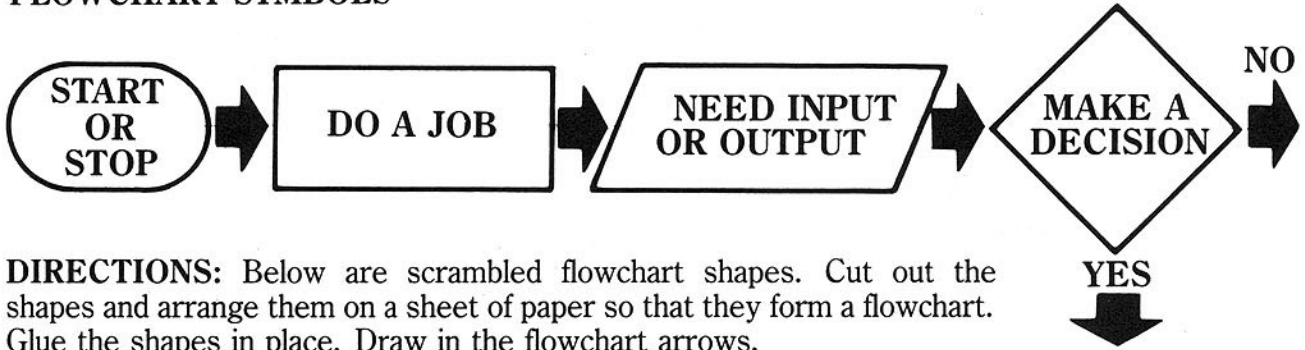 FLOWCHART SYMBOLS
START
OR
STOP
DO A JOB
NEED INPUT
OR OUTPUT
MAKE A
DECISION
NO
YES
DIRECTIONS: Below are scrambled flowchart shapes. Cut out the
shapes and arrange them on a sheet of paper so that they form a flowchart.
Glue the shapes in place. Draw in the flowchart arrows.